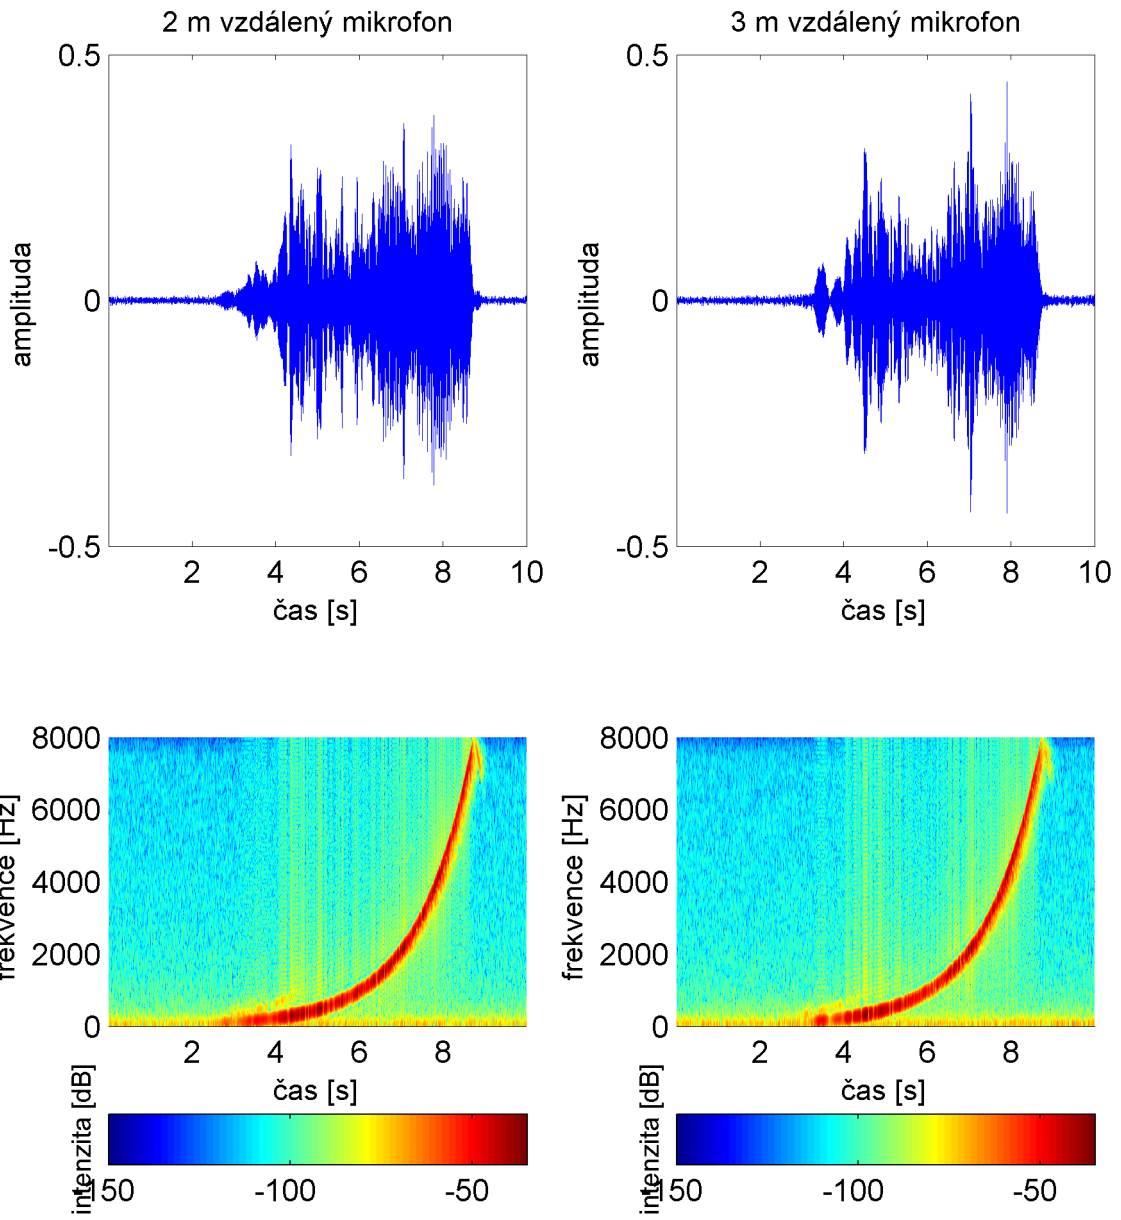 2 m vzdálený mikrofon
3 m vzdálený mikrofon
0.5
0
-0.5
amplituda
2 4 6 8 10
čas [s]
0.5
0
-0.5
amplituda
2 4 6 8 10
čas [s]
8000
6000
4000
2000
0
frekvence [Hz]
2 4 6 8
čas [s]
8000
6000
4000
2000
0
frekvence [Hz]
2 4 6 8
čas [s]
intenzita [dB]
-150 -100 -50
intenzita [dB]
-150 -100 -50